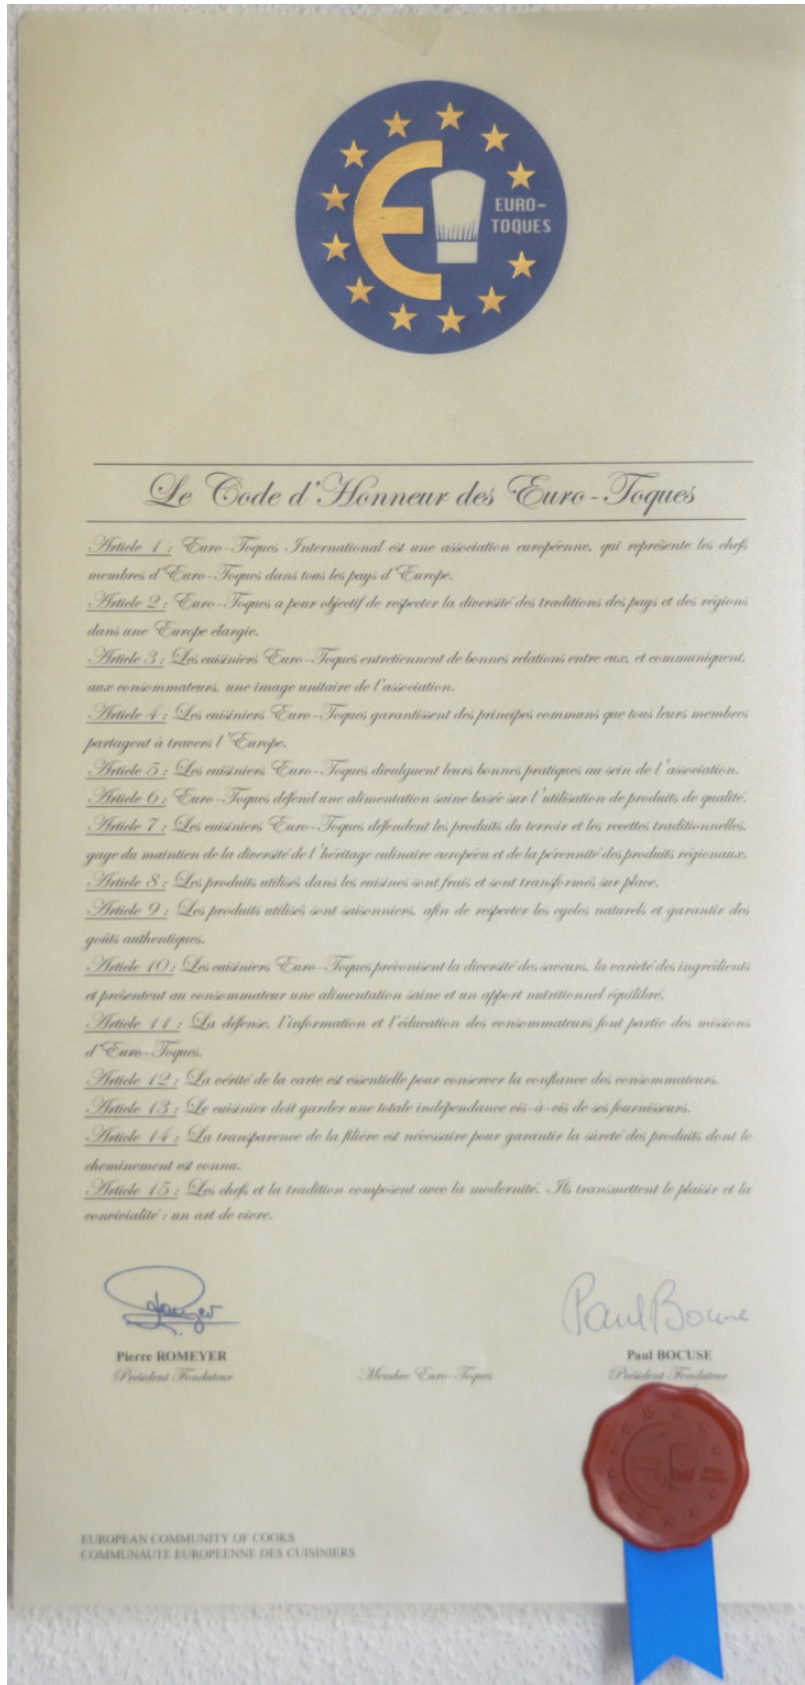 EURO-
TOQUES
Le Code d'Honneur des Euro-Toques
Article 1 : Euro-Toques International est une association européenne, qui représente les chefs
membres d'Euro-Toques dans tous les pays d'Europe.
Article 2 : Euro-Toques a pour objectif de respecter la diversité des traditions des pays et des régions
dans une Europe élargie.
Article 3 : Les cuisiniers Euro-Toques entretiennent de bonnes relations entre eux, et communiquent,
aux consommateurs, une image unitaire de l'association.
Article 4 : Les cuisiniers Euro-Toques garantissent des principes communs que tous leurs membres
partagent à travers l'Europe.
Article 5 : Les cuisiniers Euro-Toques divulguent leurs bonnes pratiques au sein de l'association.
Article 6 : Euro-Toques défend une alimentation saine basée sur l'utilisation de produits de qualité.
Article 7 : Les cuisiniers Euro-Toques défendent les produits du terroir et les recettes traditionnelles,
gage du maintien de la diversité de l'héritage culinaire européen et de la pérennité des produits régionaux.
Article 8 : Les produits utilisés dans les cuisines sont frais et sont transformés sur place.
Article 9 : Les produits utilisés sont saisonniers, afin de respecter les cycles naturels et garantir des
goûts authentiques.
Article 10 : Les cuisiniers Euro-Toques préconisent la diversité des saveurs, la variété des ingrédients
et présentent au consommateur une alimentation saine et un apport nutritionnel équilibré.
Article 11 : La défense, l'information et l'éducation des consommateurs font partie des missions
d'Euro-Toques.
Article 12 : La vérité de la carte est essentielle pour conserver la confiance des consommateurs.
Article 13 : Le cuisinier doit garder une totale indépendance vis-à-vis de ses fournisseurs.
Article 14 : La transparence de la filière est nécessaire pour garantir la sûreté des produits dont le
cheminement est connu.
Article 15 : Les chefs et la tradition composent avec la modernité. Ils transmettent le plaisir et la
convivialité : un art de vivre.
Paul Bocuse
Pierre ROMEYER
Président Fondateur
Membre Euro-Toques
Paul BOCUSE
Président Fondateur
EURO-
TOQUES
EUROPEAN COMMUNITY OF COOKS
COMMUNAUTE EUROPEENNE DES CUISINIERS